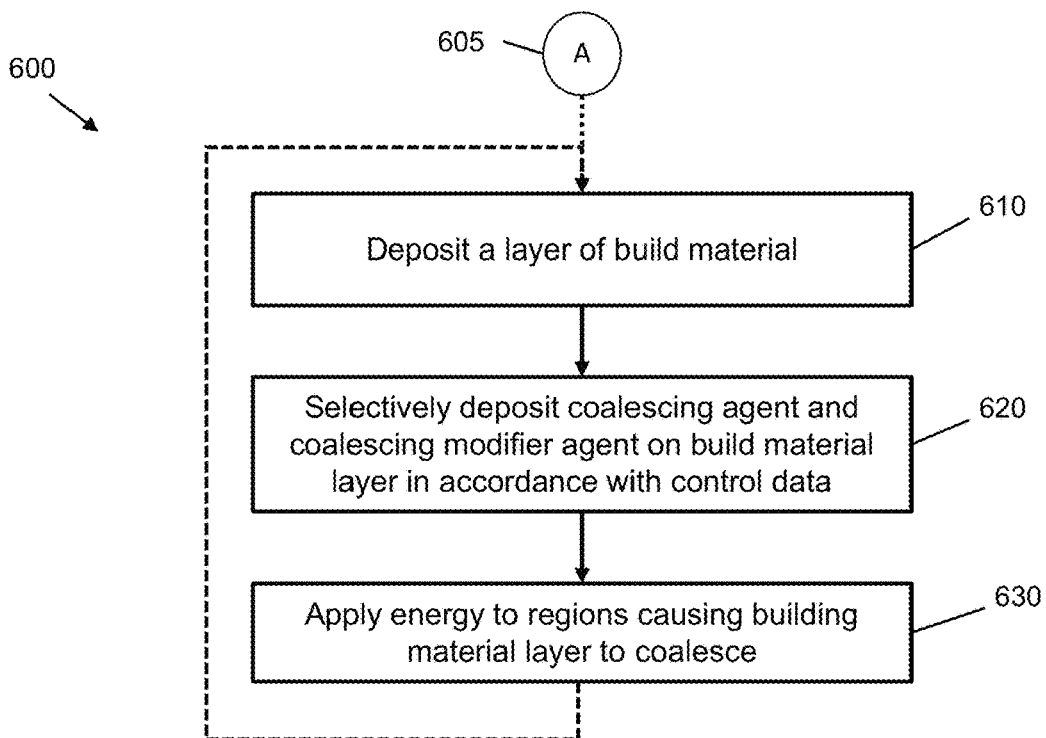 605
A
600
610
Deposit a layer of build material
620
Selectively deposit coalescing agent and
coalescing modifier agent on build material
layer in accordance with control data
630
Apply energy to regions causing building
material layer to coalesce